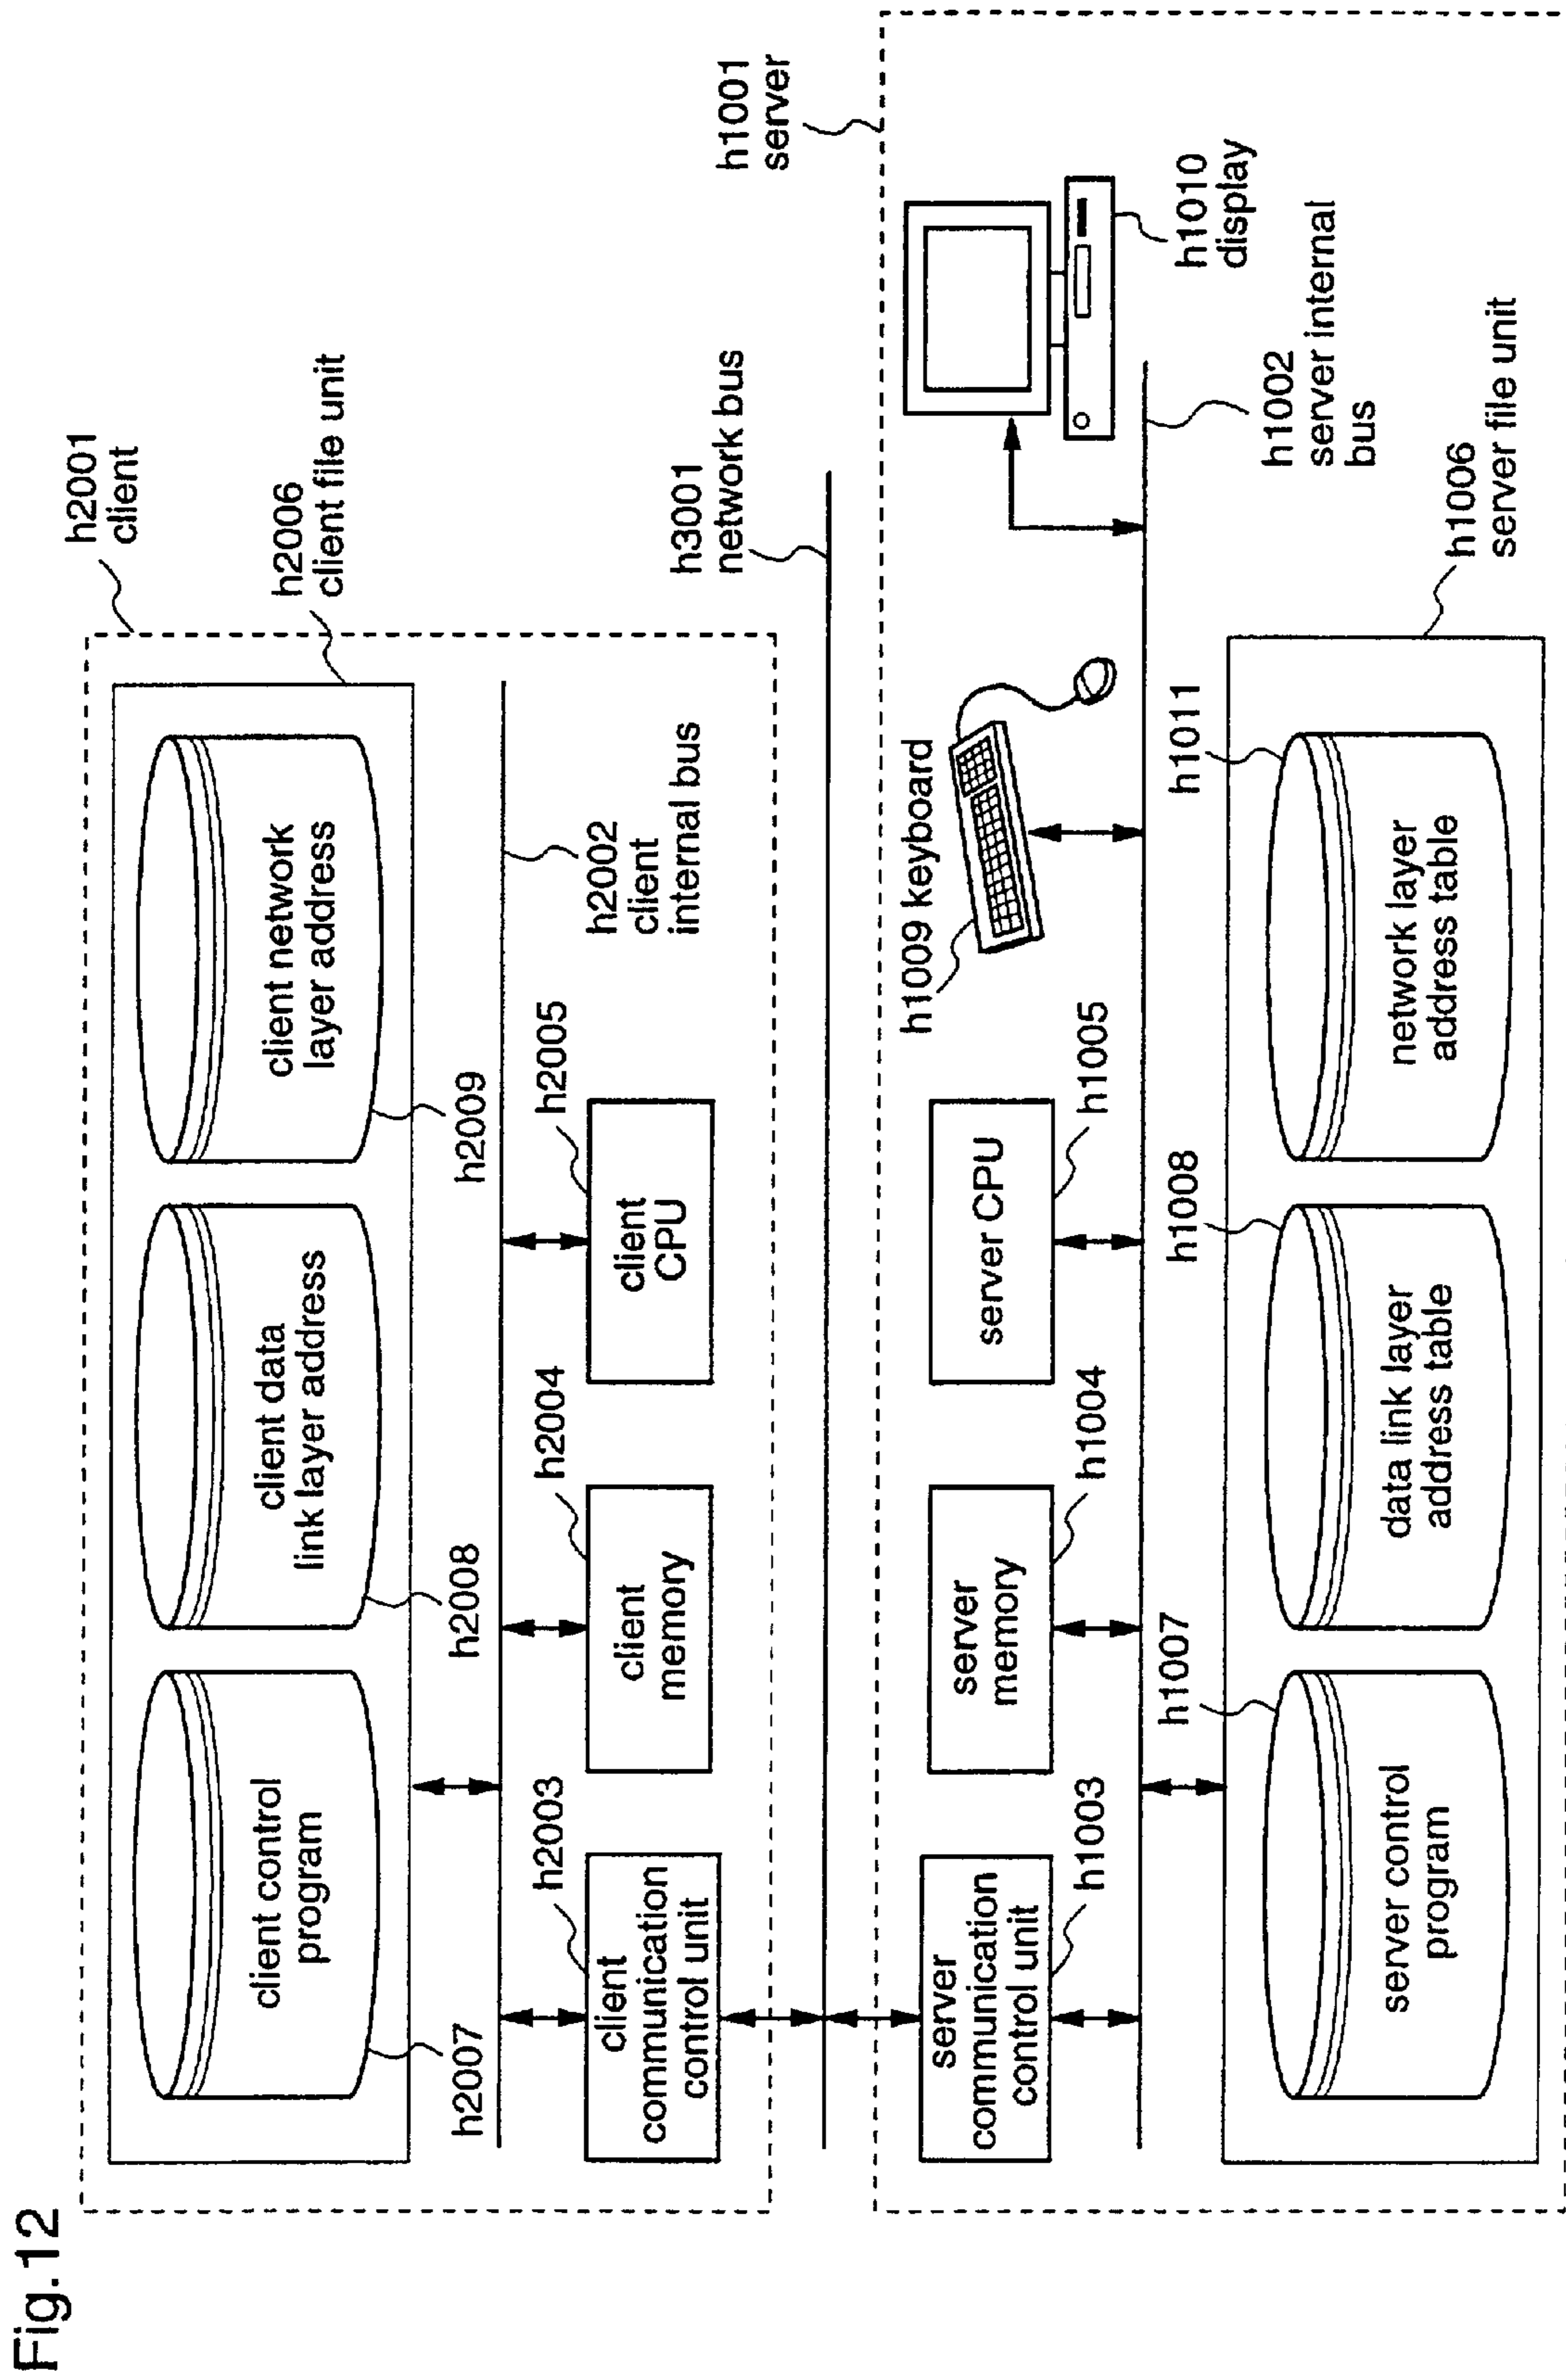 Fig.12
h2001
client
h2006
client file unit
client control
program
client data
link layer address
client network
layer address
h2007
h2008
h2009
h2002
client
internal bus
h2003
client
communication
control unit
h2004
client
memory
h2005
client
CPU
h3001
network bus
h1001
server
server
communication
control unit
h1003
server
memory
h1004
server CPU
h1005
h1009 keyboard
h1010
display
h1002
server internal
bus
h1006
server file unit
h1007
server control
program
h1008
data link layer
address table
h1011
network layer
address table